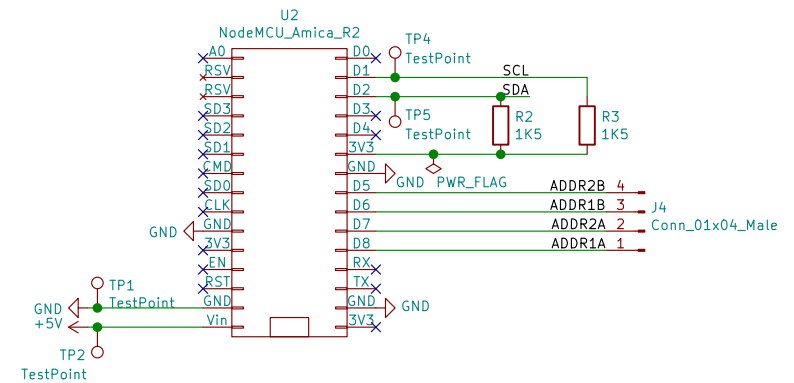 U2
NodeMCU_Amica_R2
A0
D0
TP4
TestPoint
RSV
D1
SCL
RSV
D2
SDA
SD3
D3
TP5
TestPoint
R2
1K5
R3
1K5
SD2
D4
SD1
3V3
CMD
GND
GND
PWR_FLAG
SD0
D5
ADDR2B
4
CLK
D6
ADDR1B
3
J4
Conn_01x04_Male
GND
GND
D7
ADDR2A
2
3V3
D8
ADDR1A
1
EN
RX
RST
TX
TP1
TestPoint
GND
GND
GND
GND
+5V
Vin
3V3
TP2
TestPoint